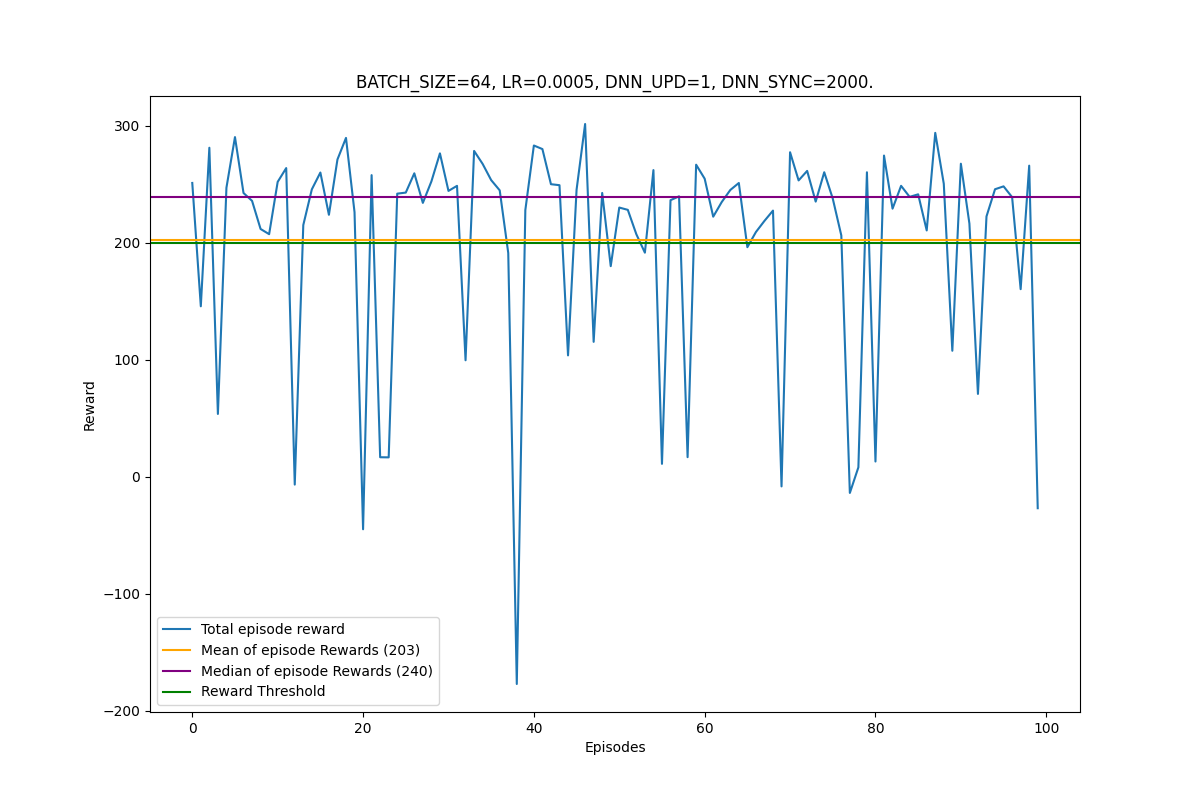 BATCH_SIZE=64, LR=0.0005, DNN_UPD=1, DNN_SYNC=2000.
300
200
100
0
−100
−200
Reward
Total episode reward
Mean of episode Rewards (203)
Median of episode Rewards (240)
Reward Threshold
0 20 40 60 80 100
Episodes